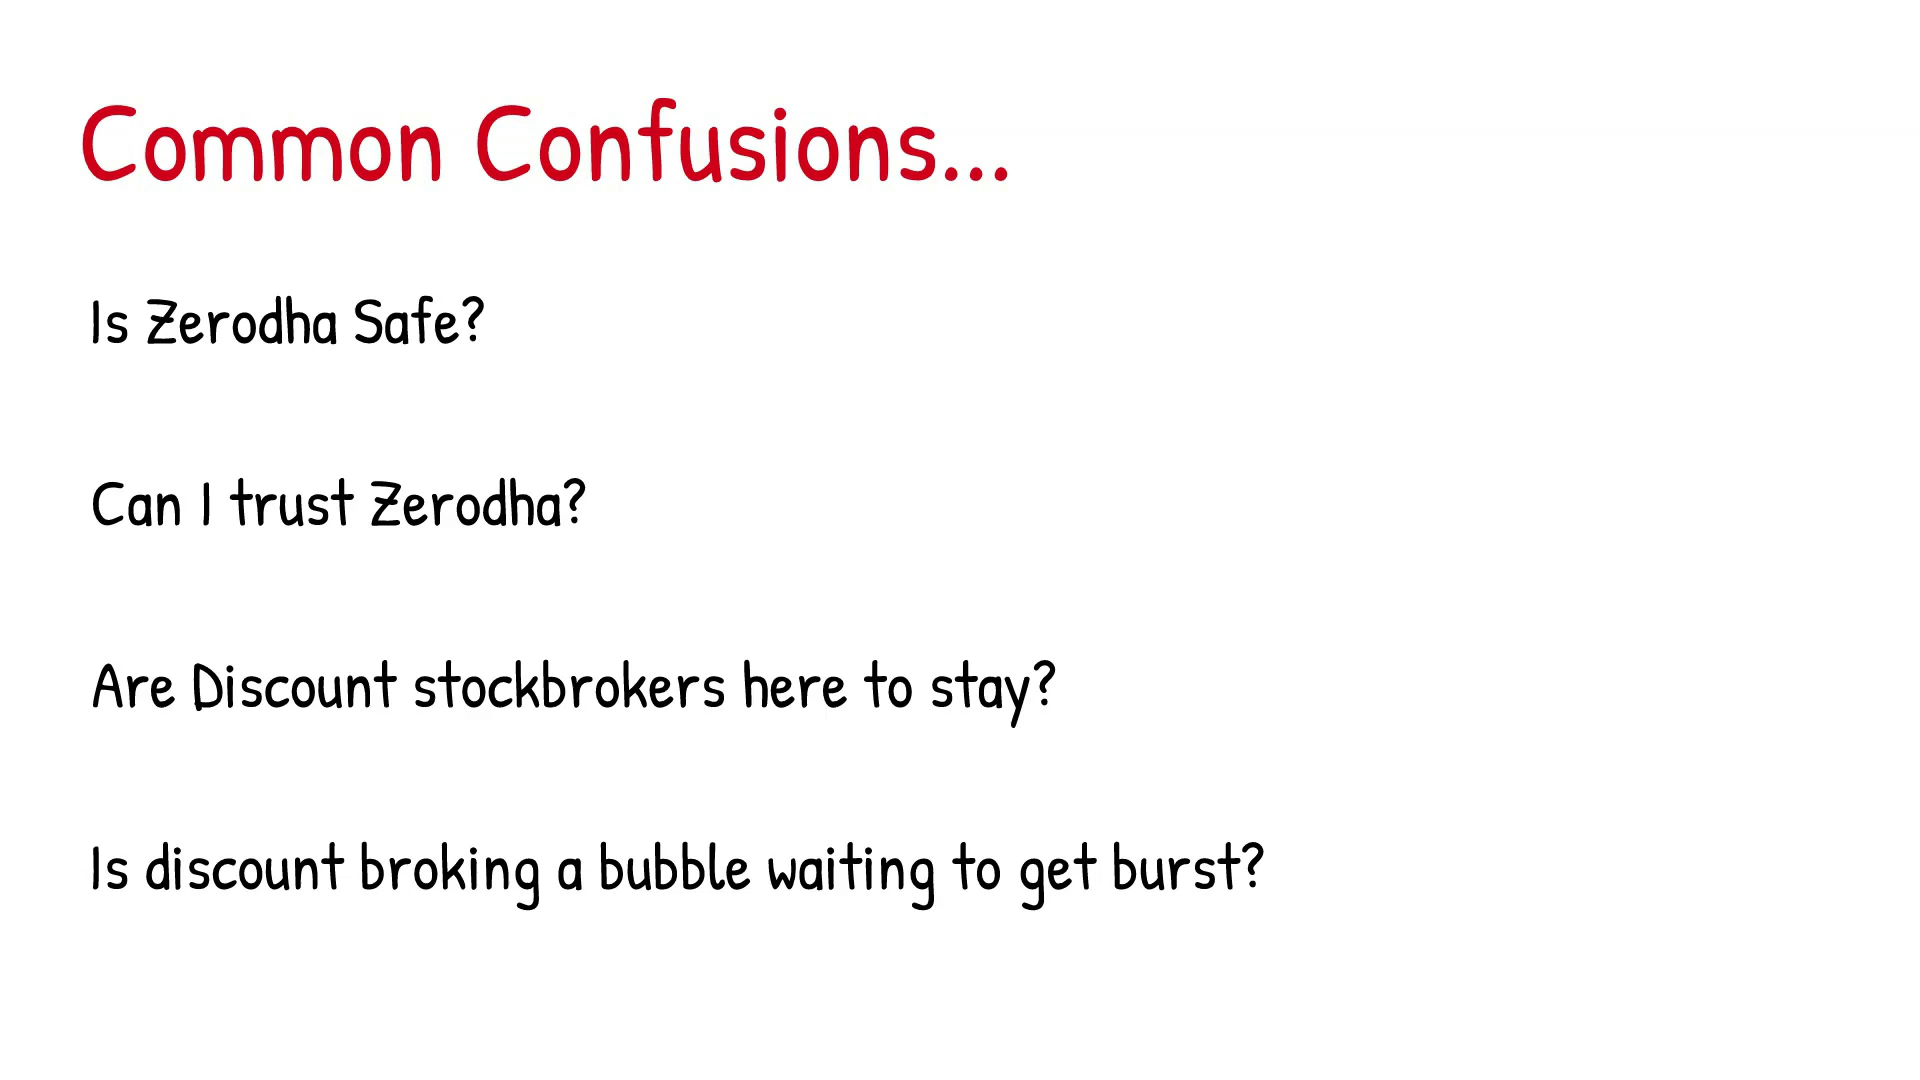 Common Confusions...
Is Zerodha Safe?
Can I trust Zerodha?
Are Discount stockbrokers here to stay?
Is discount broking a bubble waiting to get burst?